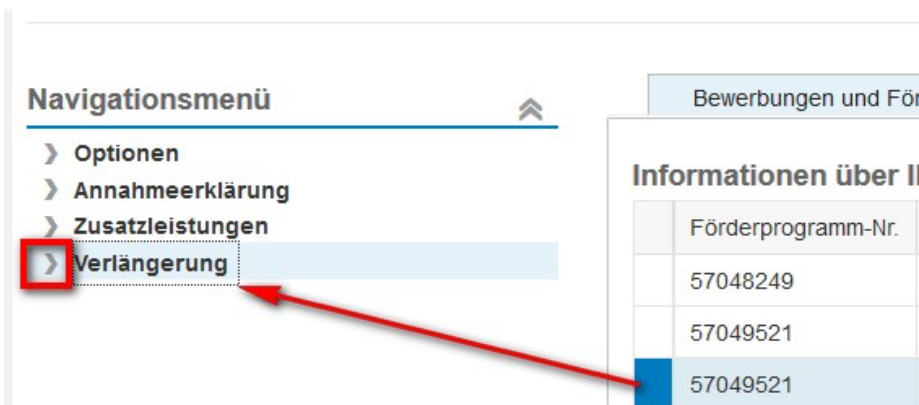 Navigationsmenü
Optionen
Annahmeerklärung
Zusatzleistungen
Verlängerung
Bewerbungen und För
Informationen über I
Förderprogramm-Nr.
57048249
57049521
57049521